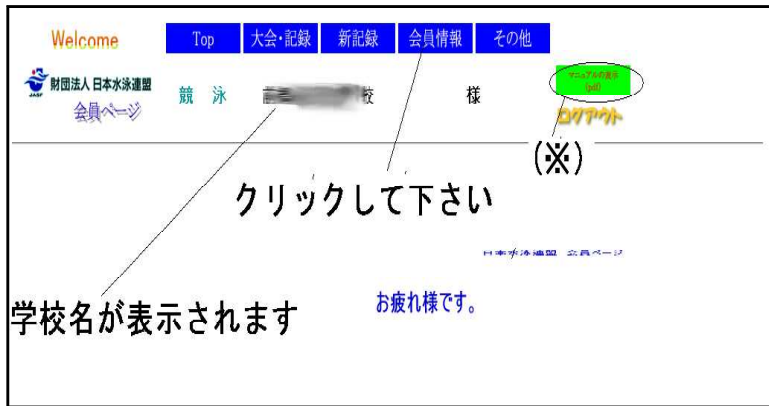 Welcome
Top 大会・記録 新記録 会員情報 その他
財団法人 日本水泳連盟
JASF
会員ページ
競 泳 校 様
マニュアルの表示
(pdf)
ログアウト
(※)
クリックして下さい
日本水泳連盟 会員ページ
学校名が表示されます
お疲れ様です。